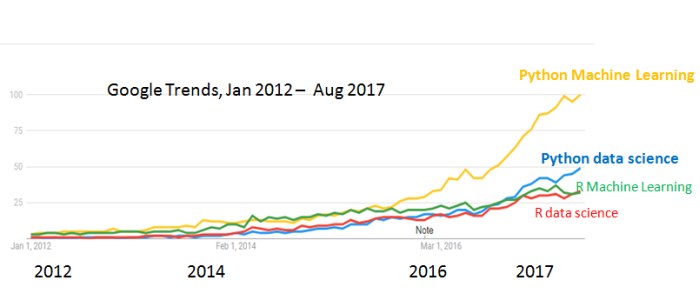 Python Machine Learning
Google Trends, Jan 2012 – Aug 2017
100
75
Python data science
50
R Machine Learning
25
R data science
Note
Jan 1, 2012 Feb 1, 2014 Mar 1, 2016
2012 2014 2016 2017